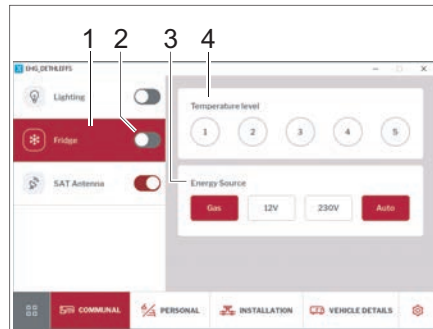 1 2 3 4
EHG_DETHLEFFS
Lighting
Fridge
SAT Antenna
Temperature level
1 2 3 4 5
Energy Source
Gas 12V 230V Auto
COMMUNAL PERSONAL INSTALLATION VEHICLE DETAILS